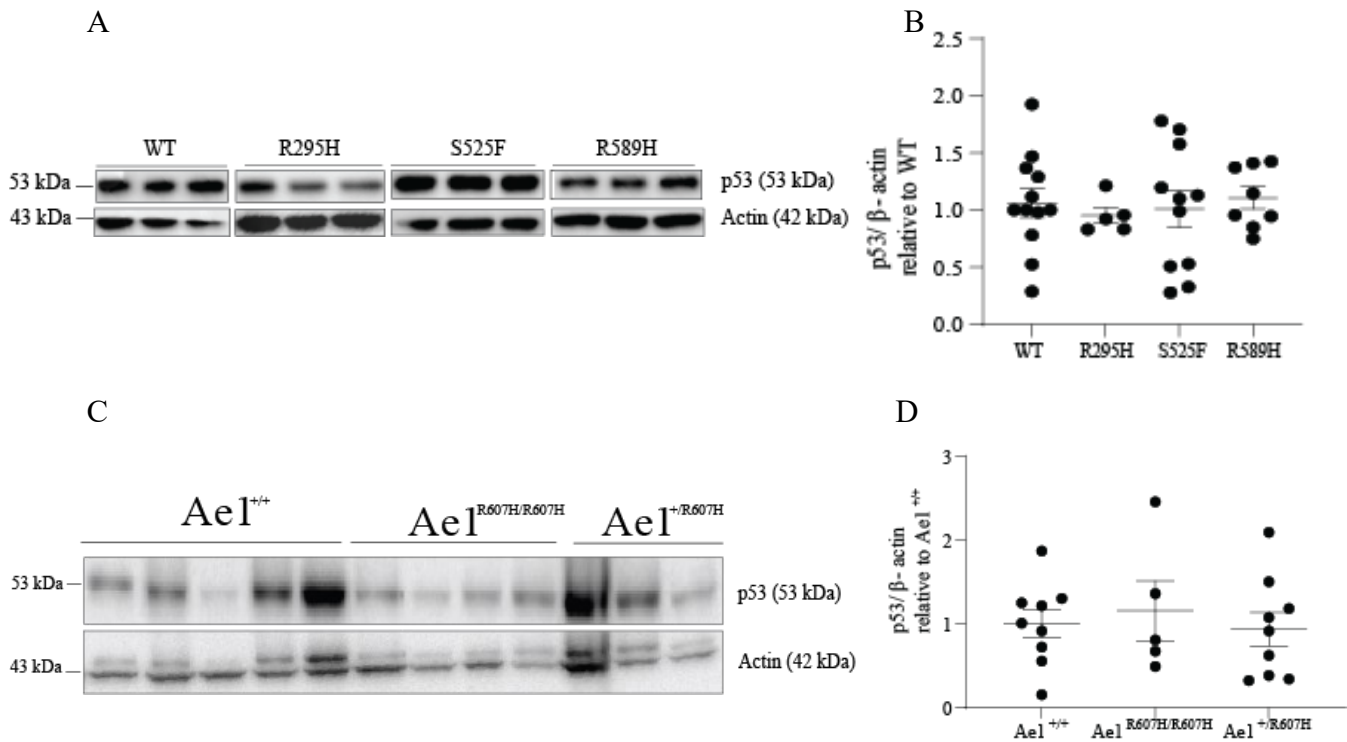 A
WT R295H S525F R589H
53 kDa
p53 (53 kDa)
43 kDa
Actin (42 kDa)
B
p53/ β- actin
relative to WT
2.5
2.0
1.5
1.0
0.5
0.0
WT R295H S525F R589H
C
Ae1+/+ Ae1R607H/R607H Ae1+/R607H
53 kDa
p53 (53 kDa)
43 kDa
Actin (42 kDa)
D
p53/ β- actin
relative to Ae1 +/+
3
2
1
0
Ae1 +/+ Ae1 R607H/R607H Ae1 +/R607H